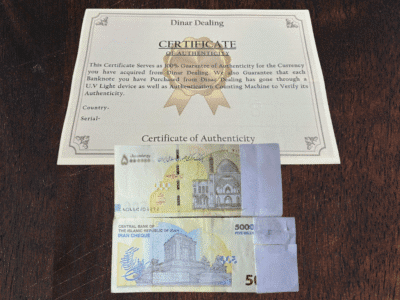 Dinar Dealing
CERTIFICATE
OF AUTHENTICITY
This Certificate Serves as 100% Guarantee of Authenticity for the Currency
you have acquired from Dinar Dealing. We also Guarantee that each
Banknote you have Purchased from Dinar Dealing has gone through a
U.V Light device as well as Authentication Counting Machine to Verify its
Authenticity.
Country-
Serial-
Certificate of Authenticity
CENTRAL BANK OF
THE ISLAMIC REPUBLIC OF IRAN
IRAN CHEQUE
5000
50